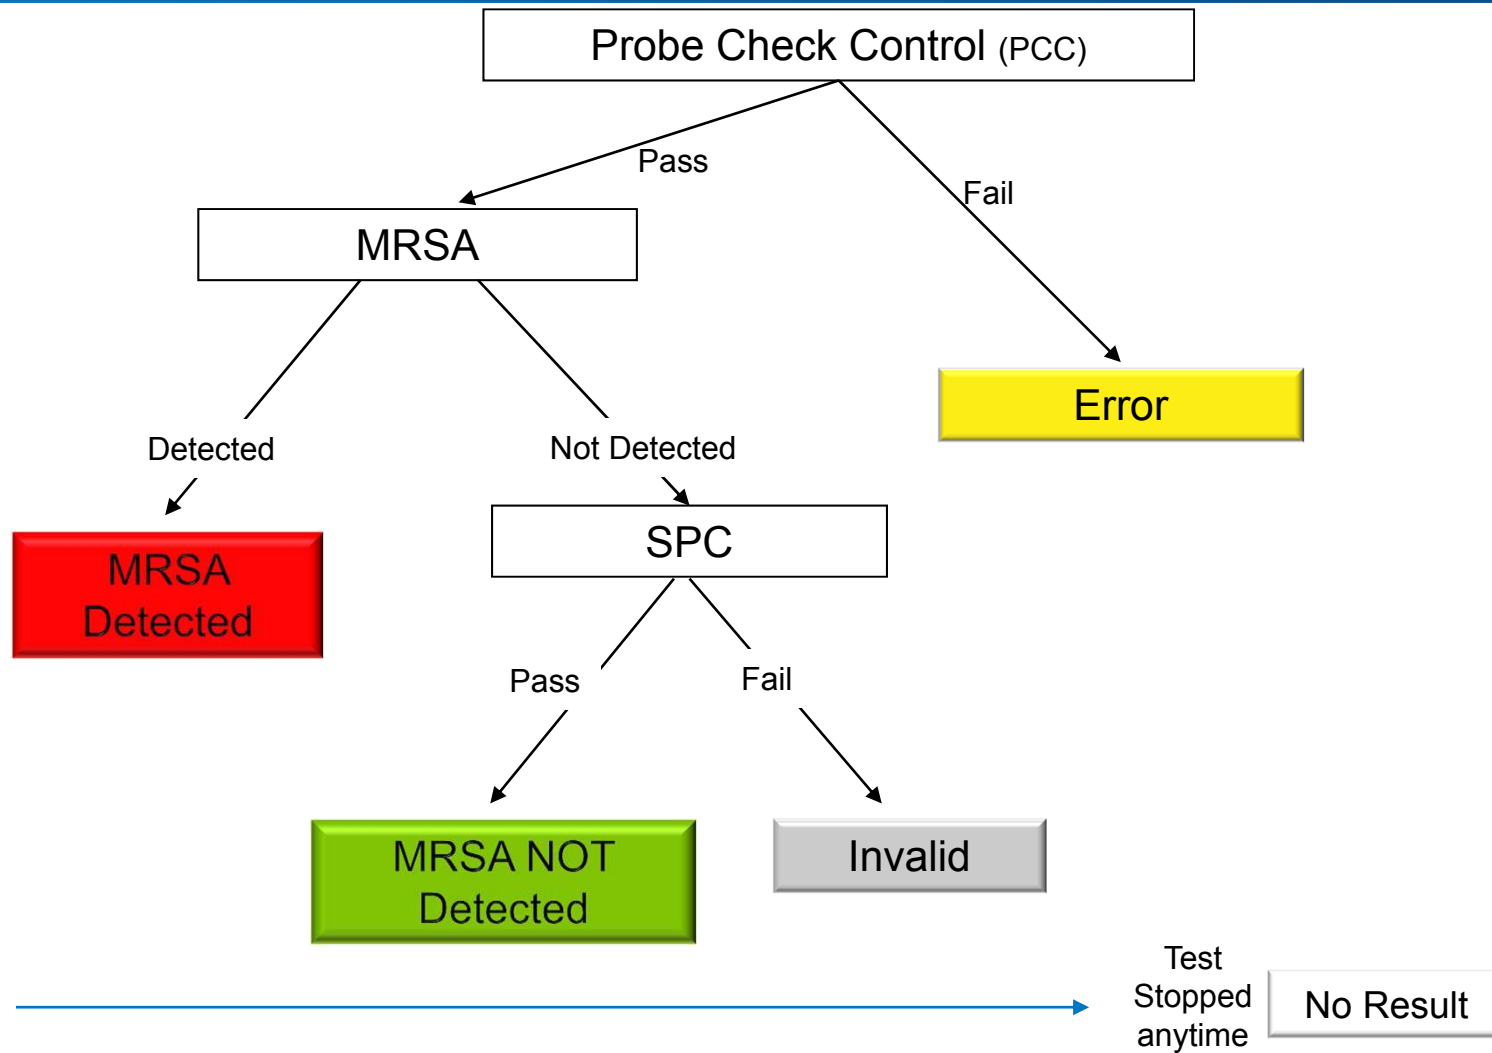 Probe Check Control (PCC)
Pass
Fail
MRSA
Error
Detected
Not Detected
SPC
MRSA
Detected
Pass
Fail
MRSA NOT
Detected
Invalid
Test
Stopped
anytime
No Result